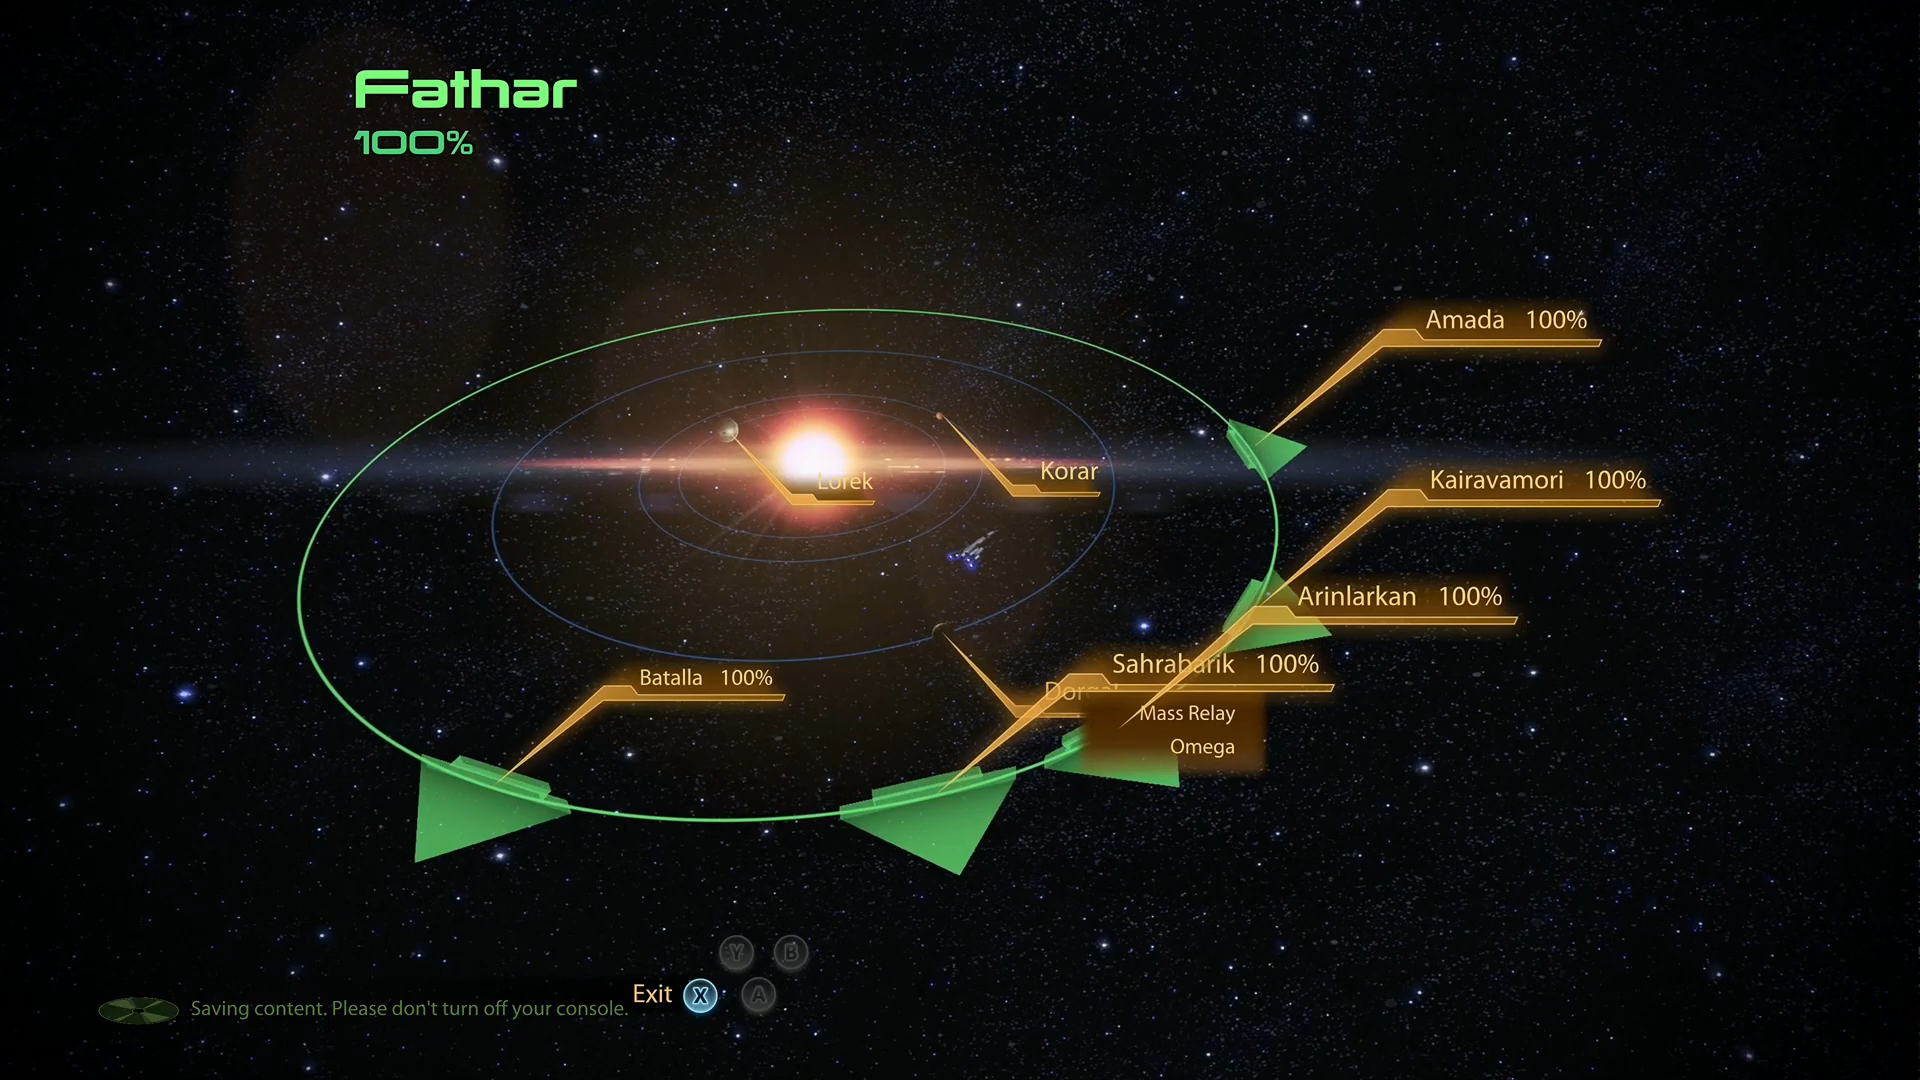 Fathar
100%
Amada 100%
Lorek
Korar
Kairavamori 100%
Arinlarkan 100%
Sahrabarik 100%
Batalla 100%
Mass Relay
Omega
Y B
Exit X A
Saving content. Please don't turn off your console.